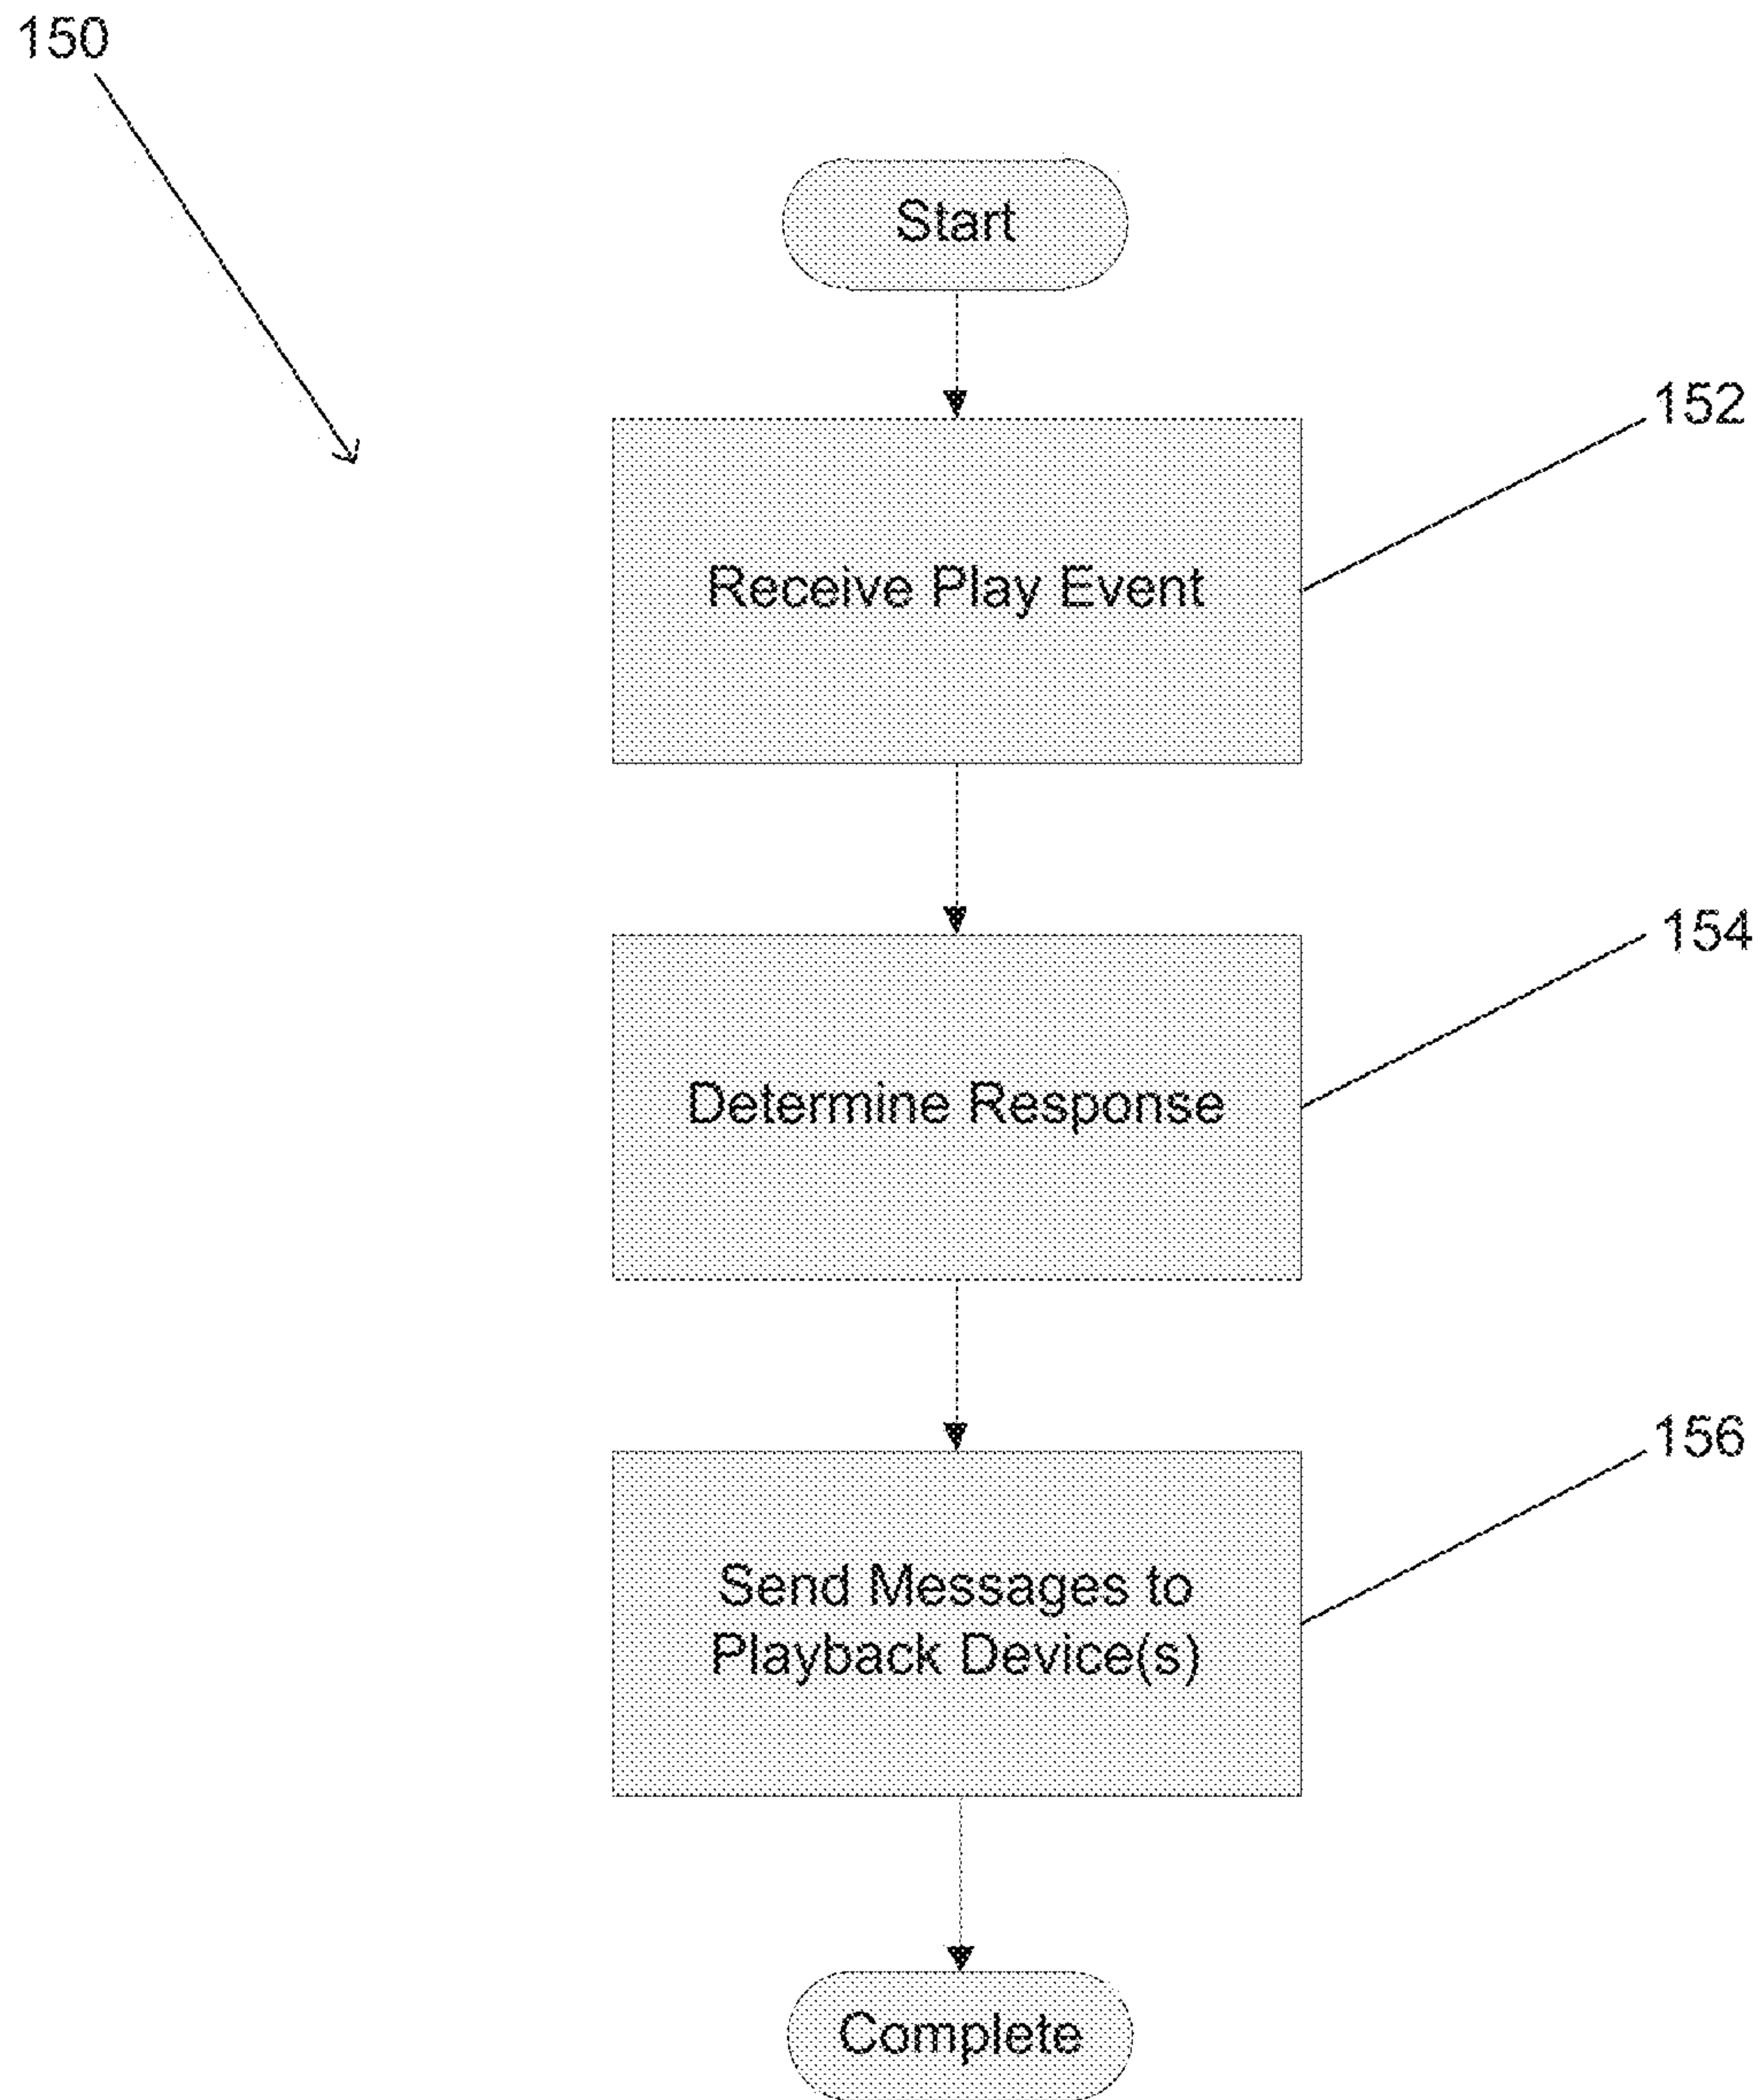 150
Start
152
Receive Play Event
154
Determine Response
156
Send Messages to
Playback Device(s)
Complete